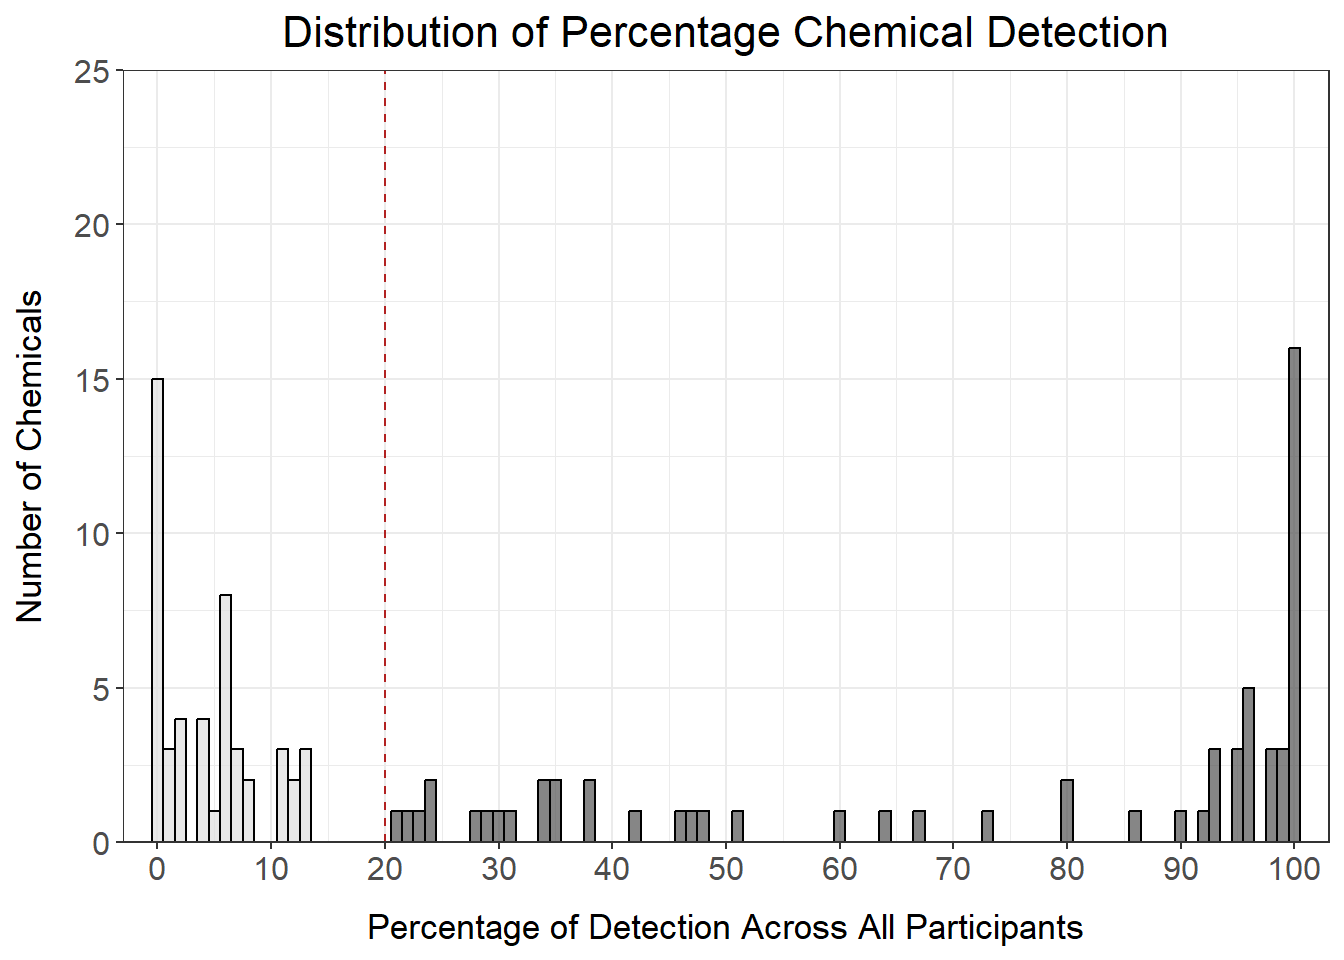 Distribution of Percentage Chemical Detection
25
20
15
10
5
0
Number of Chemicals
0 10 20 30 40 50 60 70 80 90 100
Percentage of Detection Across All Participants